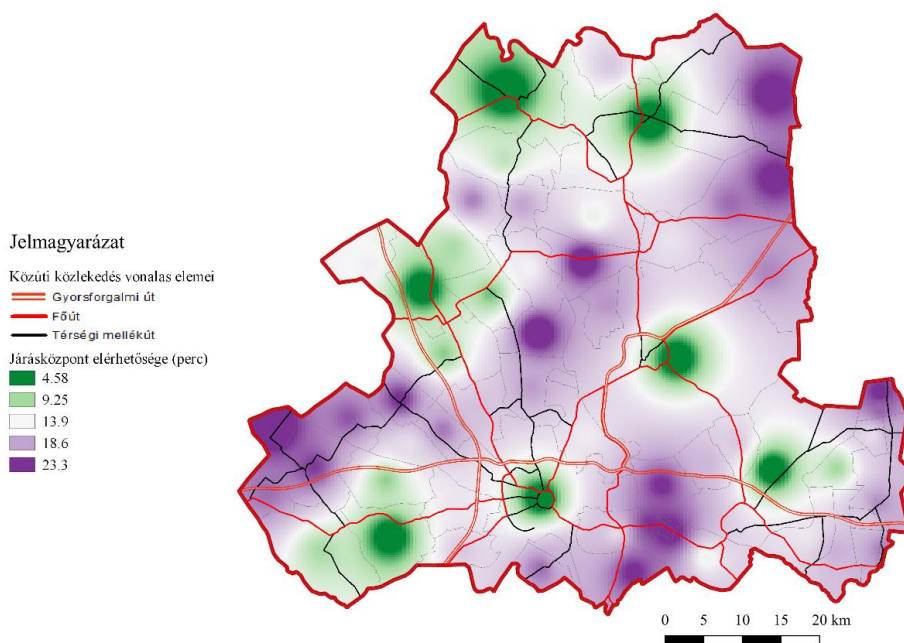 Jelmagyarázat
Közúti közlekedés vonalas elemei
Gyorsforgalmi út
Főút
Térségi mellékút
Járásközpont elérhetősége (perc)
4.58
9.25
13.9
18.6
23.3
0 5 10 15 20 km